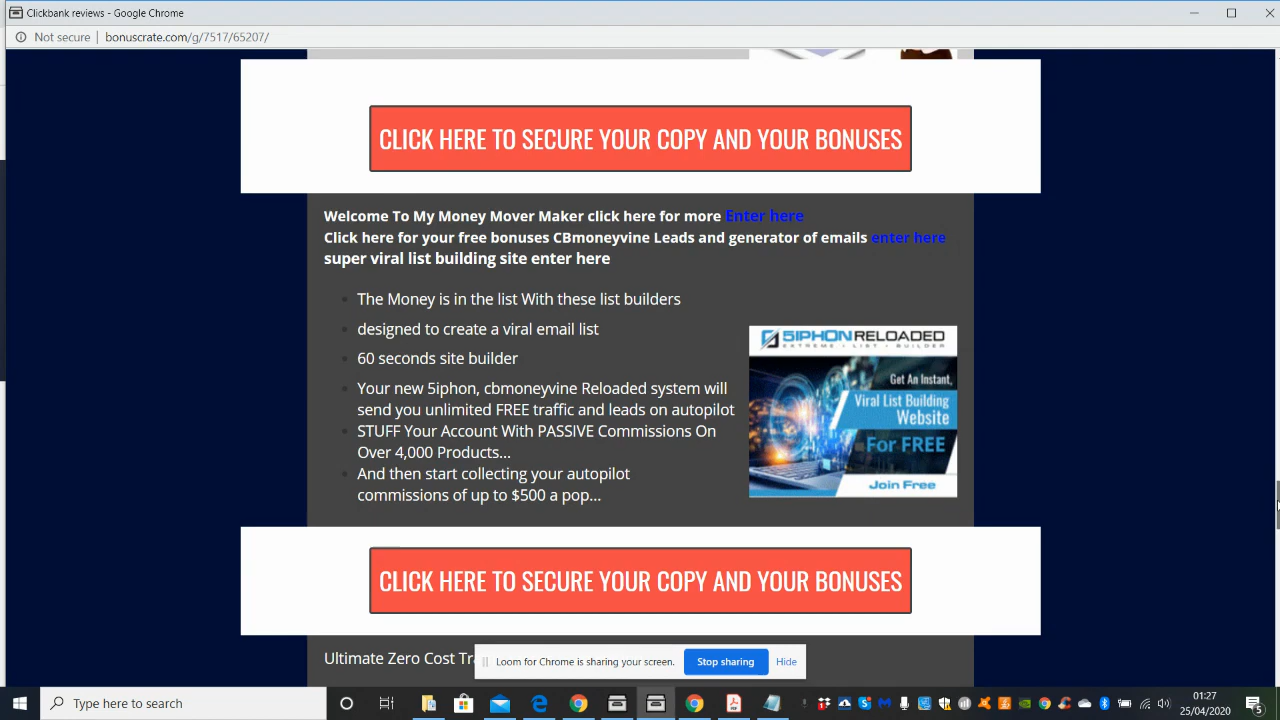 Clickbank reviews - Google Chrome
Not secure | bonuscrate.com/g/7517/65207/
CLICK HERE TO SECURE YOUR COPY AND YOUR BONUSES
Welcome To My Money Mover Maker click here for more Enter here
Click here for your free bonuses CBmoneyvine Leads and generator of emails enter here
super viral list building site enter here
The Money is in the list With these list builders
designed to create a viral email list
60 seconds site builder
Your new 5iphon, cbmoneyvine Reloaded system will
send you unlimited FREE traffic and leads on autopilot
STUFF Your Account With PASSIVE Commissions On
Over 4,000 Products...
And then start collecting your autopilot
commissions of up to $500 a pop...
5IPHON RELOADED
EXTREME LIST BUILDER
Get An Instant,
Viral List Building
Website
For FREE
Join Free
CLICK HERE TO SECURE YOUR COPY AND YOUR BONUSES
Ultimate Zero Cost Tra
Loom for Chrome is sharing your screen.
Stop sharing
Hide
Type here to search
01:27
25/04/2020
5